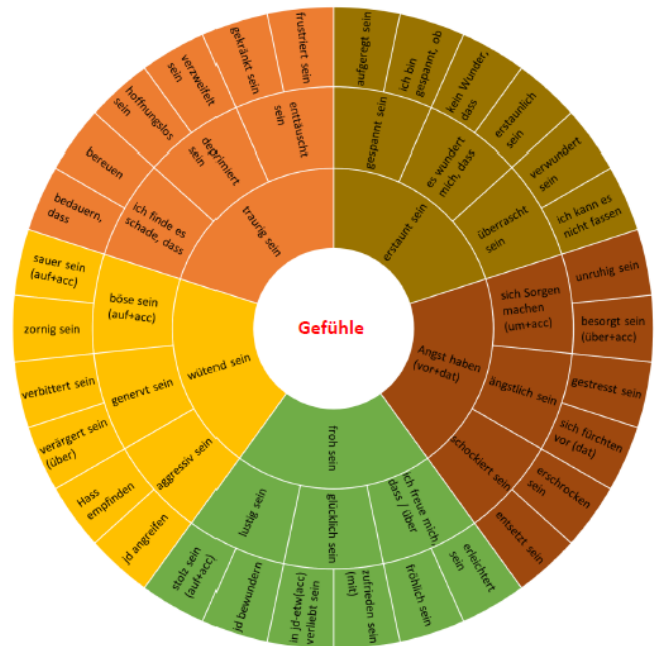 Gefühle
erstaunt sein
gespannt sein
es wundert
mich, dass
überrascht
sein
aufgeregt sein
ich bin
gespannt, ob
kein Wunder,
dass
erstaunlich
sein
verwundert
sein
ich kann es
nicht fassen
Angst haben
(vor+dat)
sich Sorgen
machen
(um+acc)
ängstlich sein
schockiert sein
unruhig sein
besorgt sein
(über+acc)
gestresst sein
sich fürchten
vor (dat)
erschrocken
sein
entsetzt sein
froh sein
ich freue mich,
dass / über
glücklich sein
lustig sein
erleichtert
sein
fröhlich sein
zufrieden sein
(mit)
in jd-etw(acc)
verliebt sein
jd bewundern
stolz sein
(auf+acc)
wütend sein
aggressiv sein
genervt sein
böse sein
(auf+acc)
jd angreifen
Hass
empfinden
verärgert sein
(über)
verbittert sein
zornig sein
sauer sein
(auf+acc)
traurig sein
ich finde es
schade, dass
deprimiert
sein
enttäuscht
sein
bedauern,
dass
bereuen
hoffnungslos
sein
verzweifelt
sein
gekränkt sein
frustriert sein